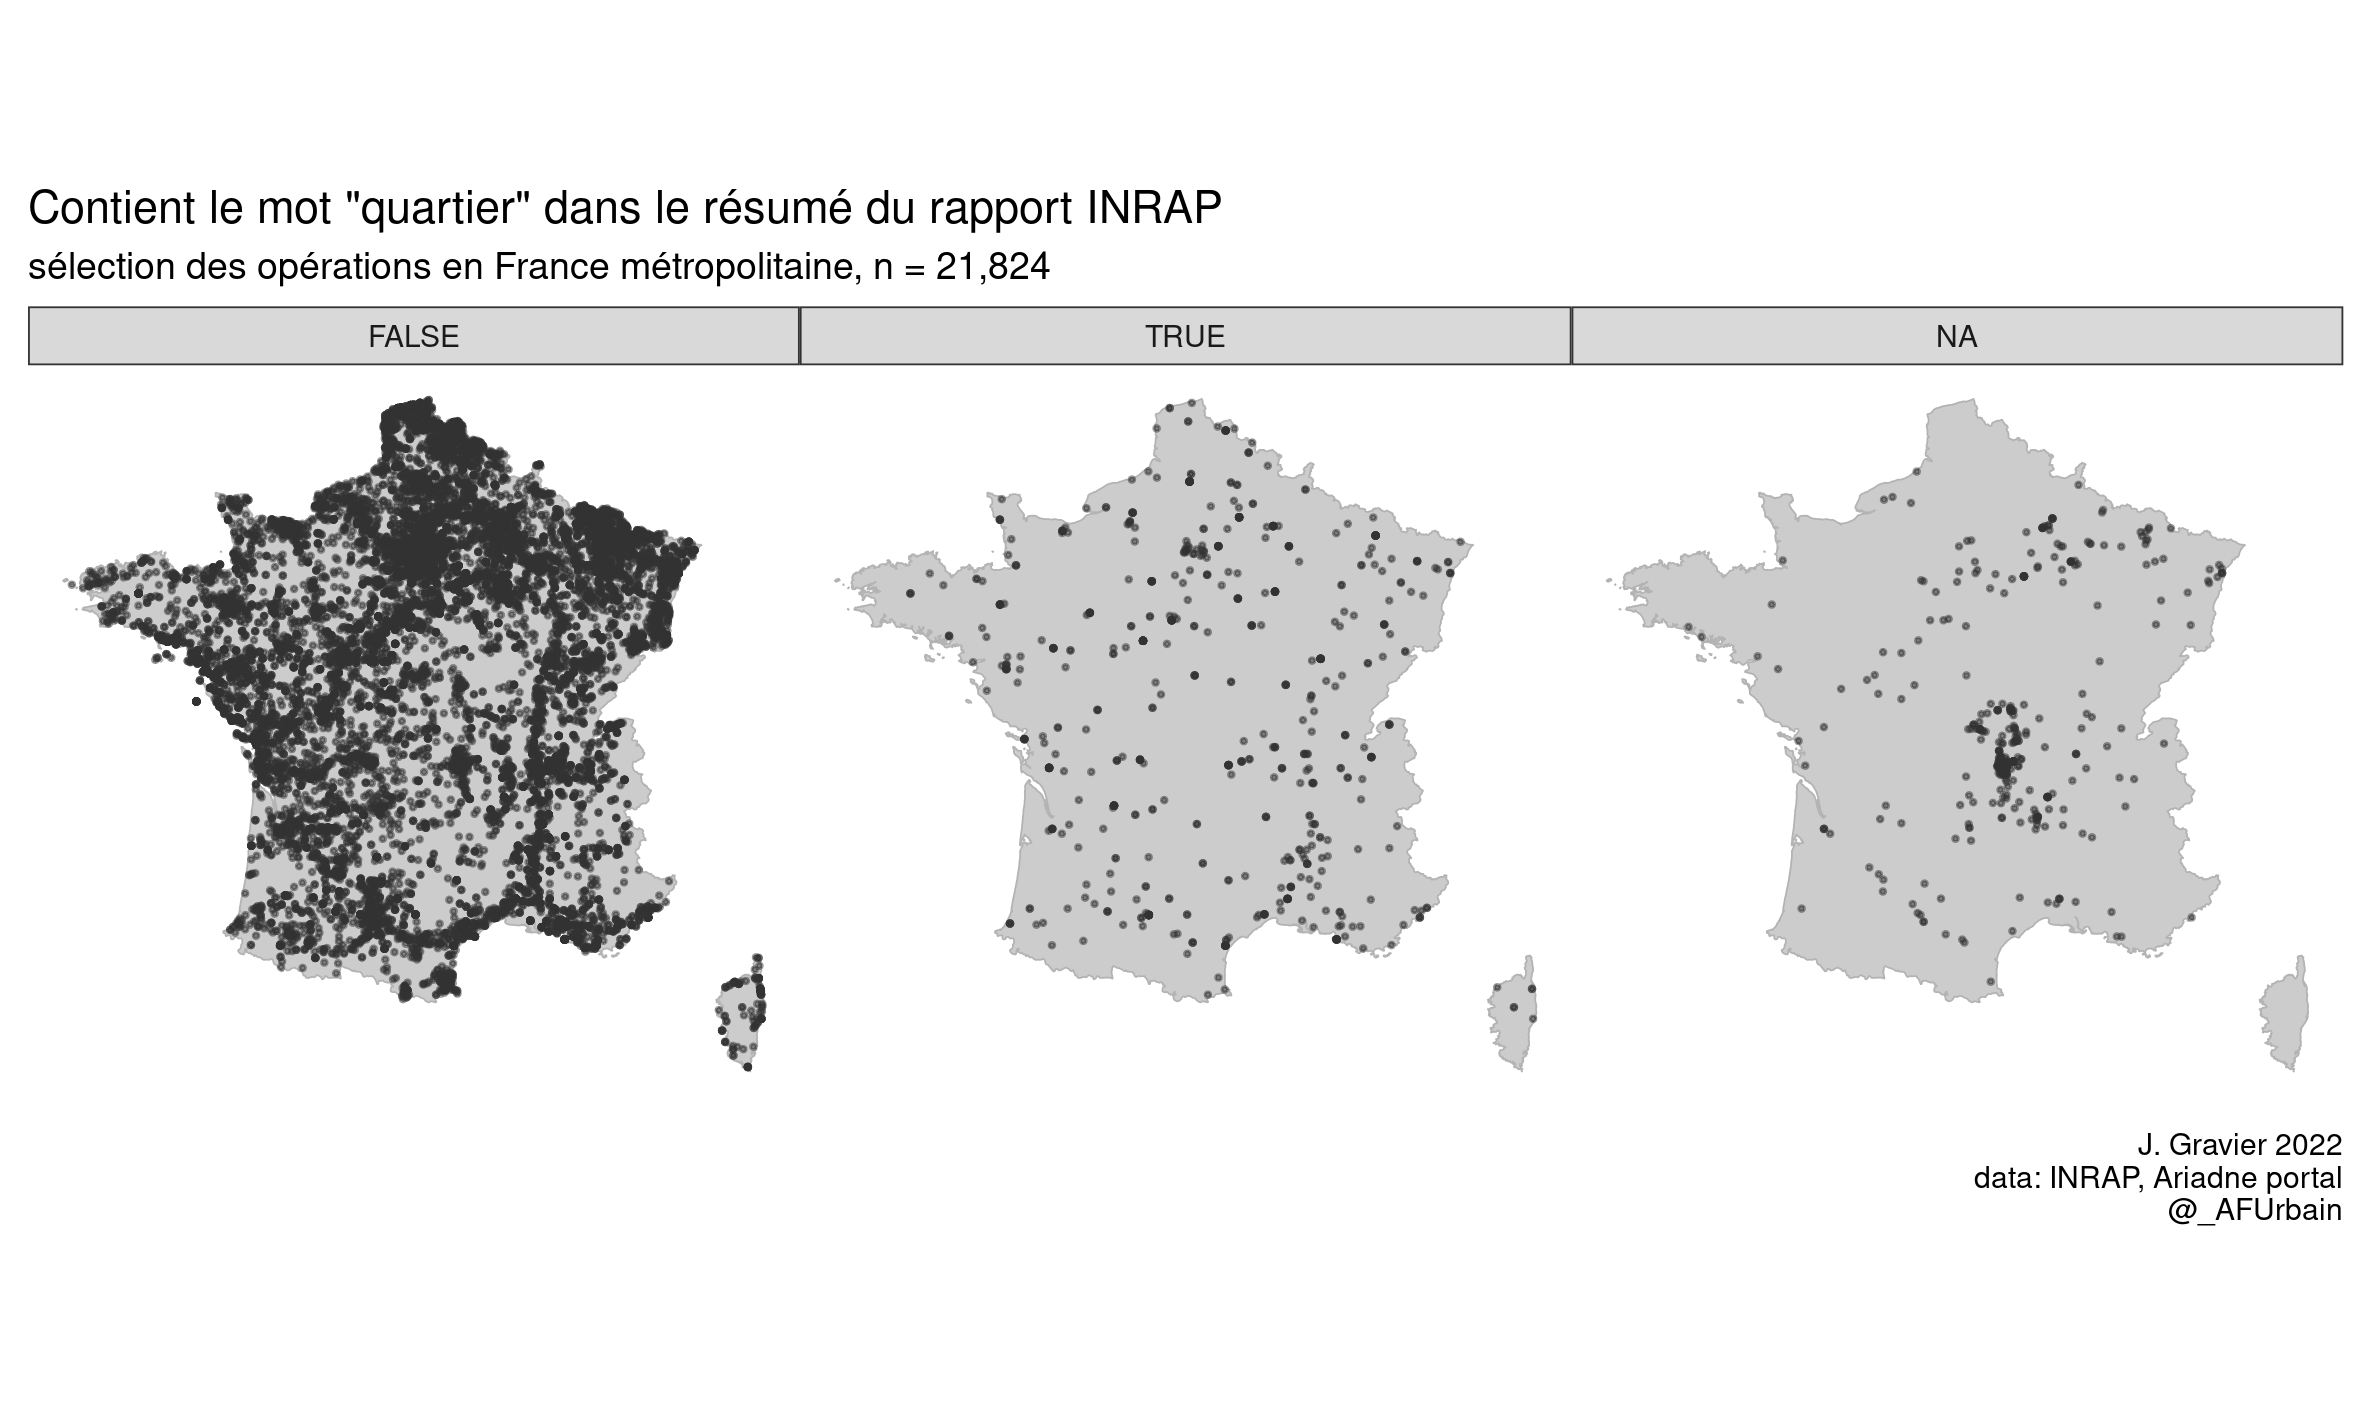 Contient le mot "quartier" dans le résumé du rapport INRAP
sélection des opérations en France métropolitaine, n = 21,824
FALSE
TRUE
NA
J. Gravier 2022
data: INRAP, Ariadne portal
@_AFUrbain